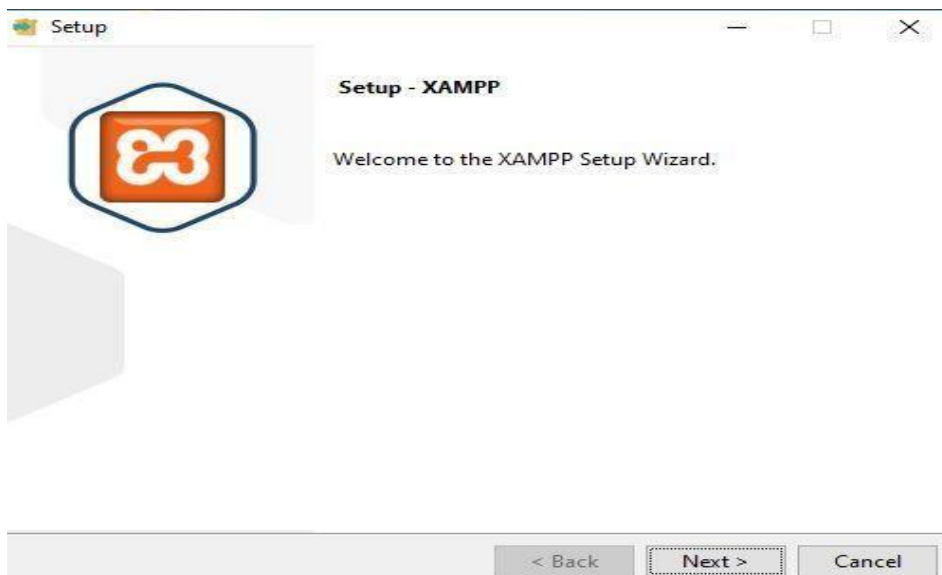 Setup
Setup - XAMPP
Welcome to the XAMPP Setup Wizard.
< Back
Next >
Cancel